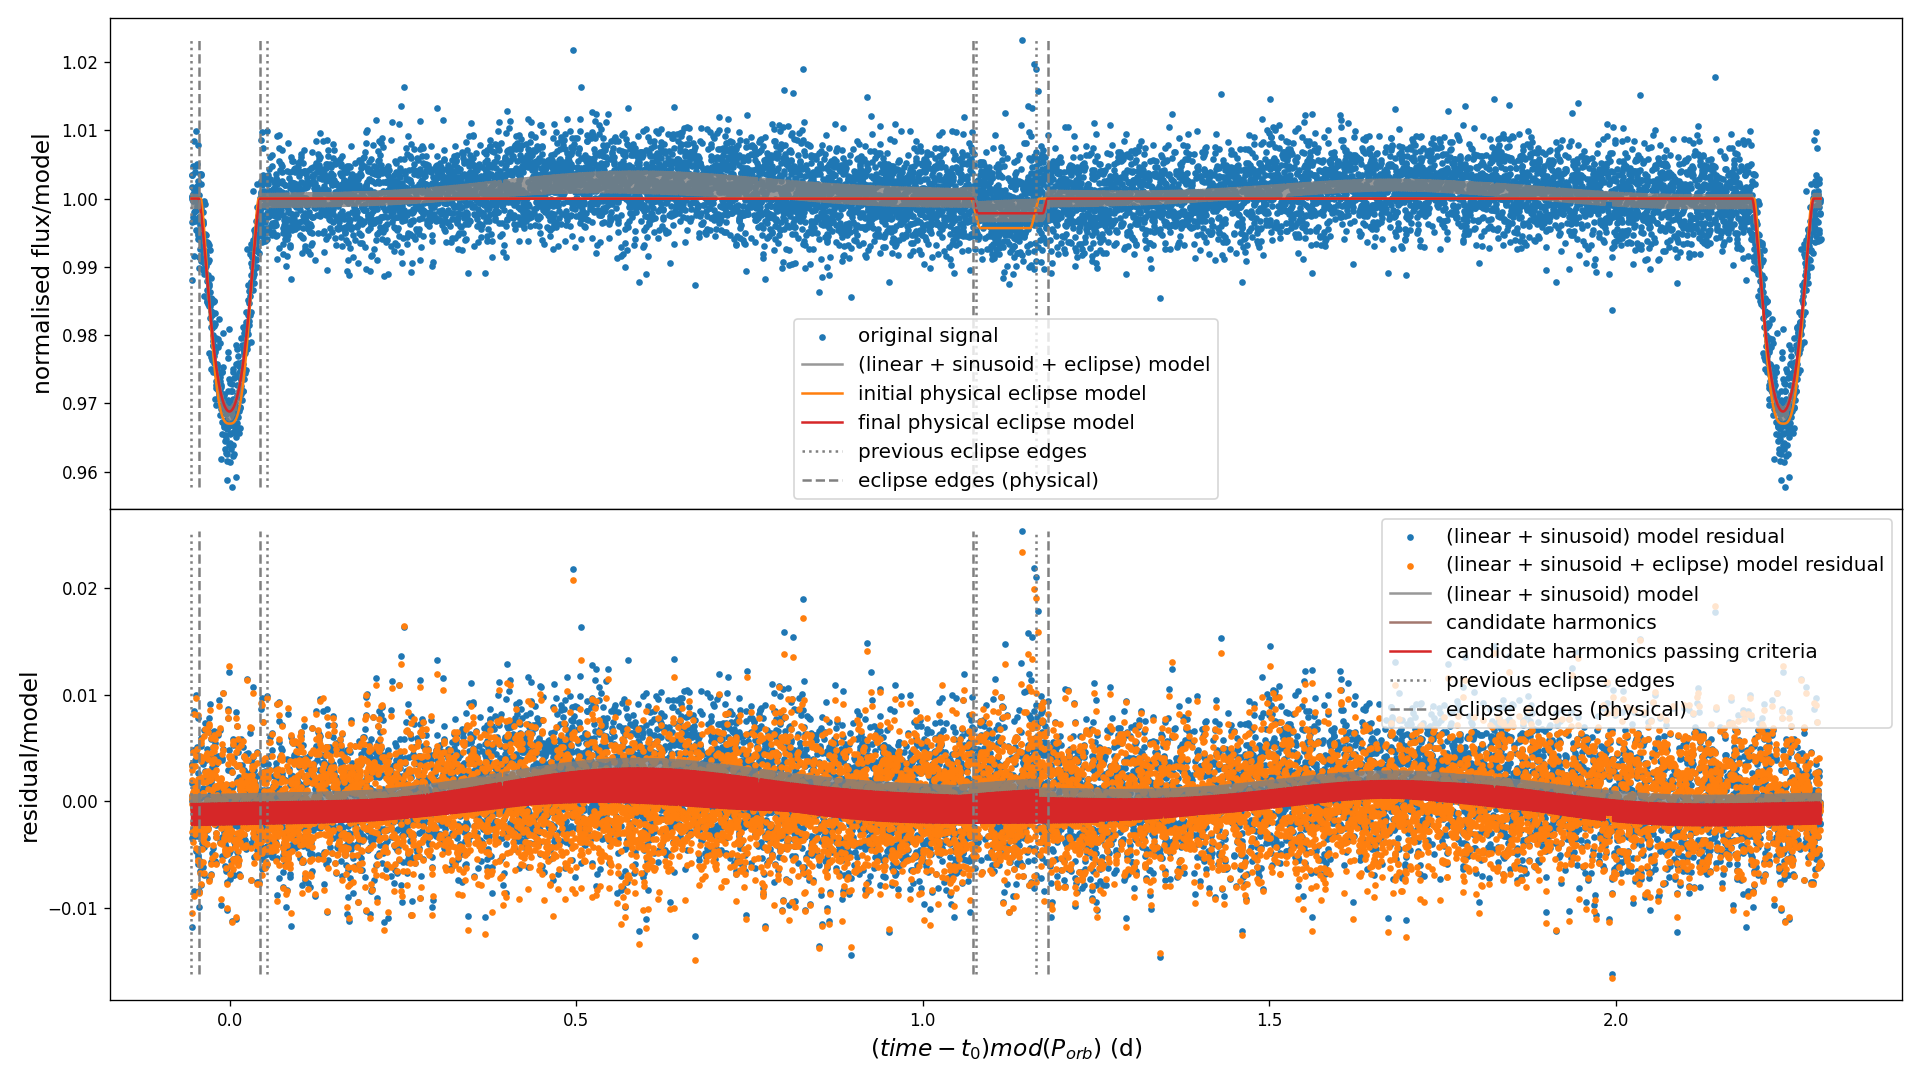 normalised flux/model
1.02
1.01
1.00
0.99
0.98
0.97
0.96
original signal
(linear + sinusoid + eclipse) model
initial physical eclipse model
final physical eclipse model
previous eclipse edges
eclipse edges (physical)
residual/model
0.02
0.01
0.00
−0.01
(linear + sinusoid) model residual
(linear + sinusoid + eclipse) model residual
(linear + sinusoid) model
candidate harmonics
candidate harmonics passing criteria
previous eclipse edges
eclipse edges (physical)
0.0 0.5 1.0 1.5 2.0
(time − t₀)mod(Pₒᵣb) (d)